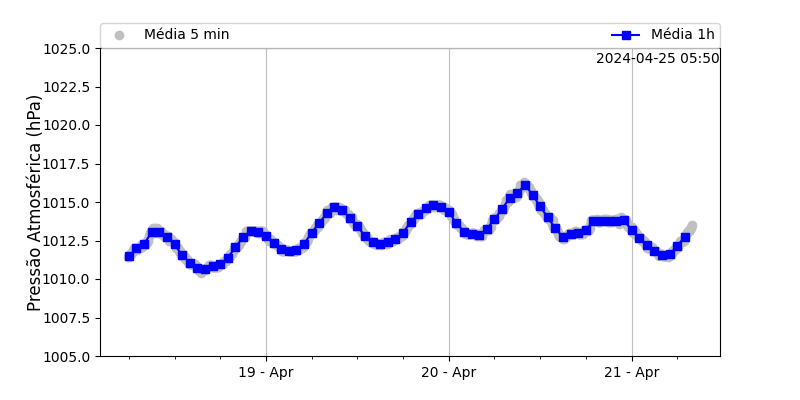 Média 5 min
Média 1h
2024-04-25 05:50
Pressão Atmosférica (hPa)
1025.0
1022.5
1020.0
1017.5
1015.0
1012.5
1010.0
1007.5
1005.0
19 - Apr
20 - Apr
21 - Apr